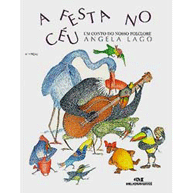 A FESTA NO
CÉU
UM CONTO DO NOSSO FOLCLORE
ANGELA LAGO